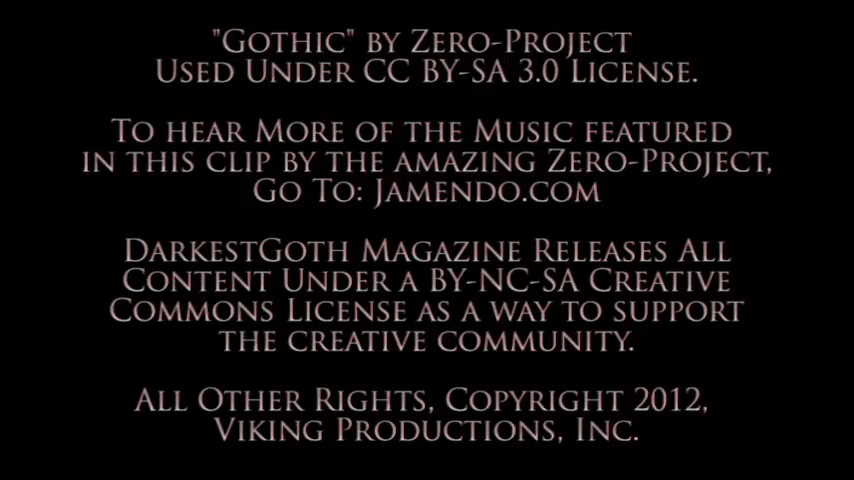 "Gothic" by Zero-Project
Used Under CC BY-SA 3.0 License.
To hear More of the Music featured
in this clip by the amazing Zero-Project,
Go To: Jamendo.com
DarkestGoth Magazine Releases All
Content Under a BY-NC-SA Creative
Commons License as a way to support
the creative community.
All Other Rights, Copyright 2012,
Viking Productions, Inc.